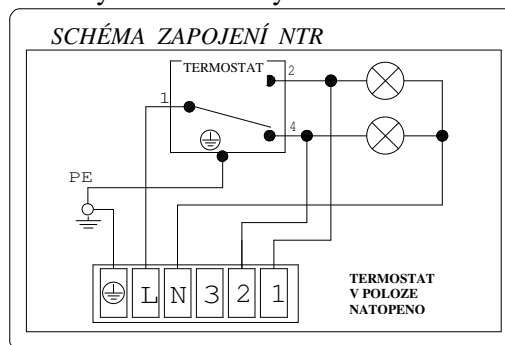 SCHÉMA ZAPOJENÍ NTR
TERMOSTAT
2
1
4
PE
L N 3 2 1
TERMOSTAT
V POLOZE
NATOPENO